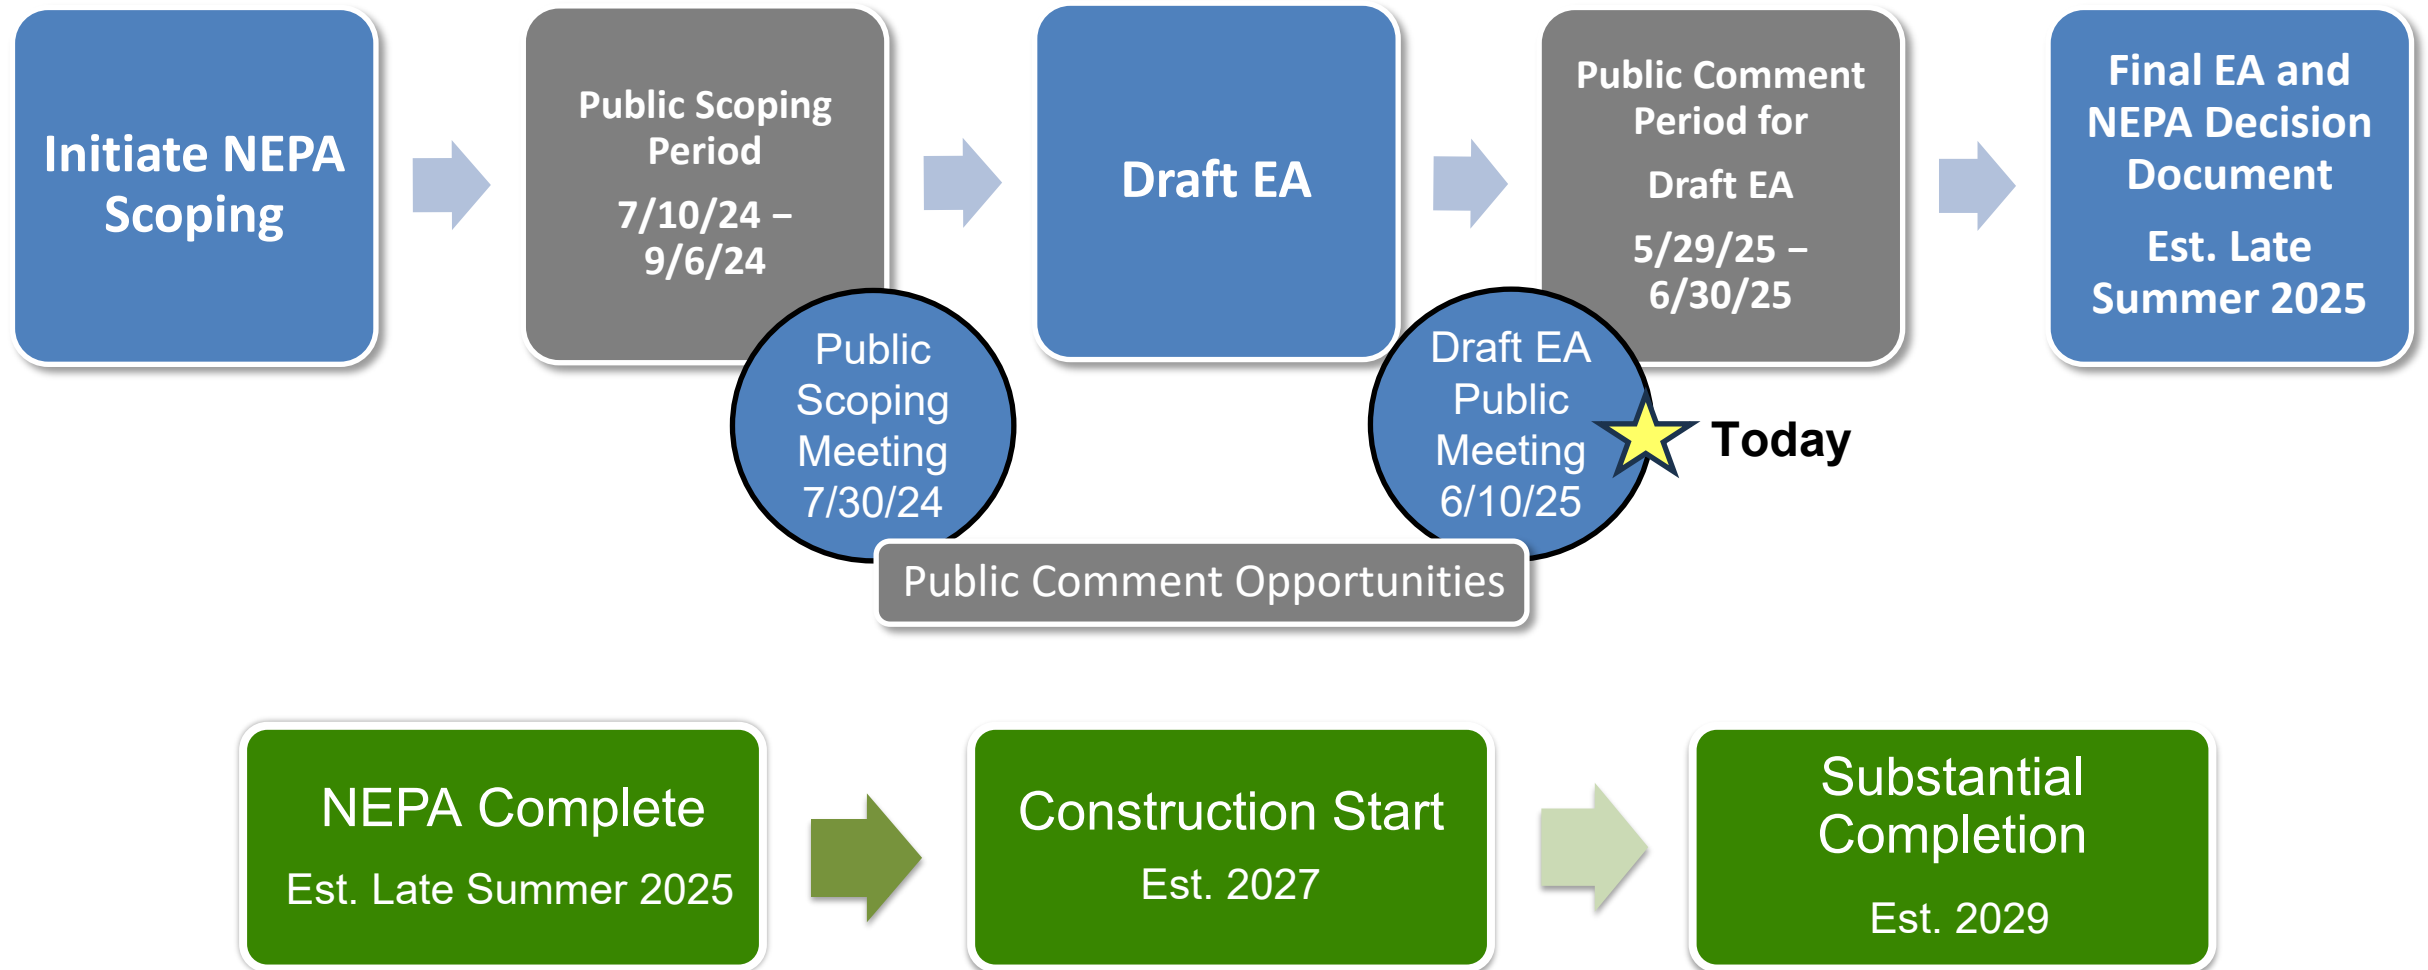 Initiate NEPA
Scoping
Public Scoping
Period
7/10/24 –
9/6/24
Draft EA
Public Comment
Period for
Draft EA
5/29/25 –
6/30/25
Final EA and
NEPA Decision
Document
Est. Late
Summer 2025
Public
Scoping
Meeting
7/30/24
Draft EA
Public
Meeting
6/10/25
Today
Public Comment Opportunities
NEPA Complete
Est. Late Summer 2025
Construction Start
Est. 2027
Substantial
Completion
Est. 2029